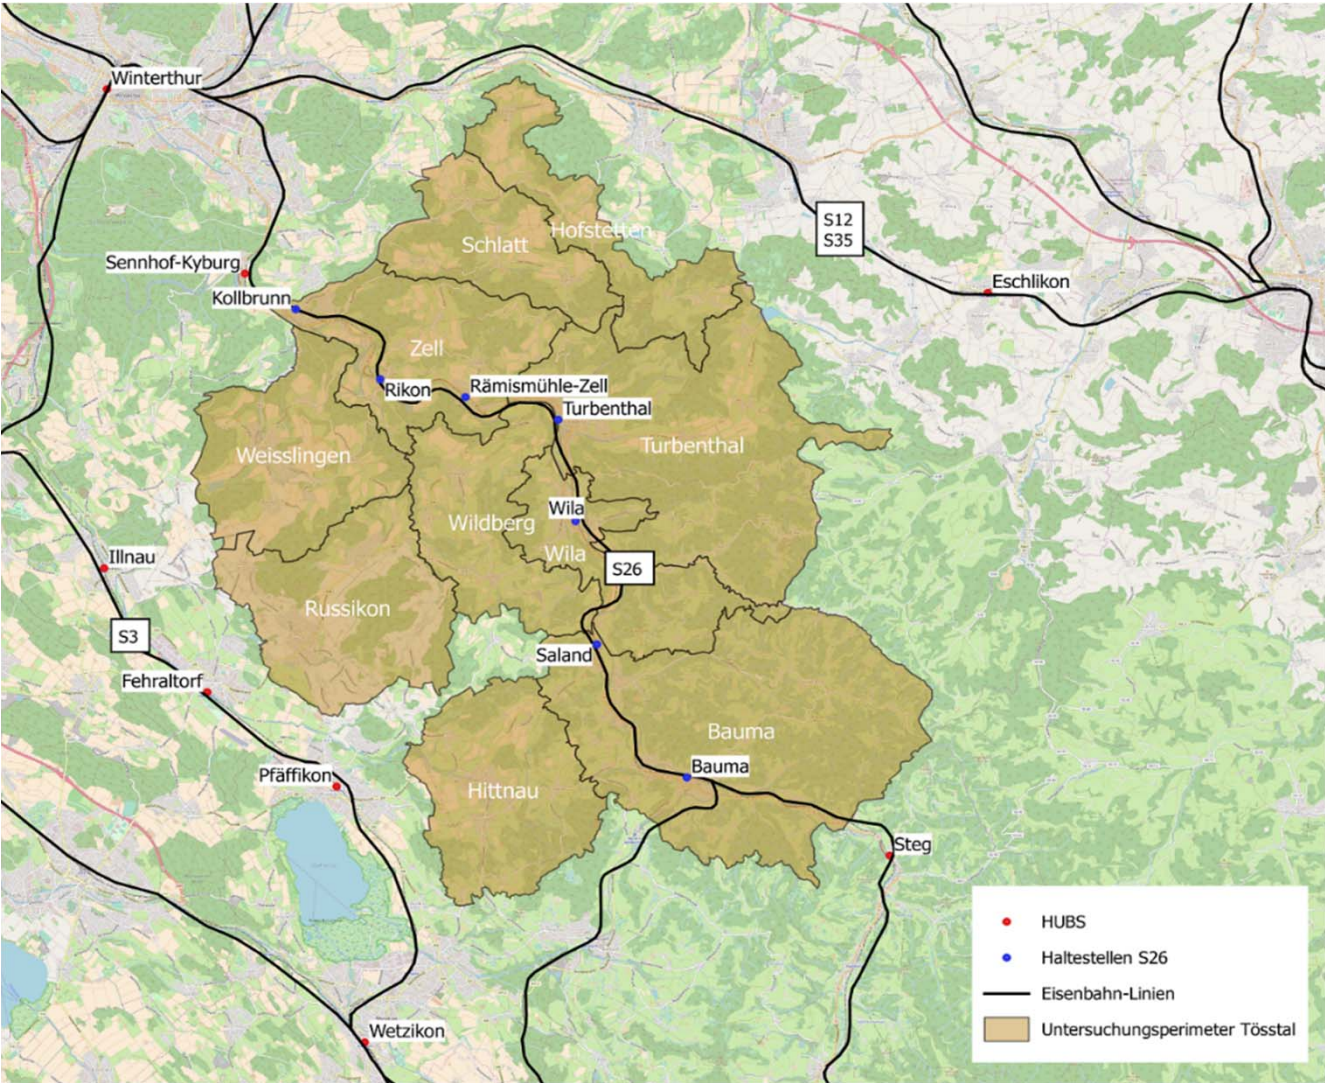 Winterthur
Hofstetten
S12
S35
Schlatt
Sennhof-Kyburg
Eschlikon
Kollbrunn
Zell
Rikon
Rämismühle-Zell
Turbenthal
Turbenthal
Weisslingen
Wila
Wildberg
Wila
Illnau
S26
Russikon
S3
Saland
Fehraltorf
Bauma
Bauma
Pfäffikon
Hittnau
Steg
HUBS
Haltestellen S26
Eisenbahn-Linien
Untersuchungsperimeter Tösstal
Wetzikon